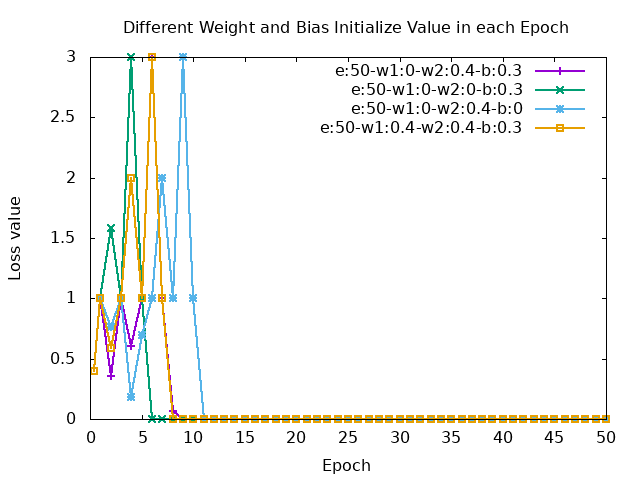 Different Weight and Bias Initialize Value in each Epoch
3
e:50-w1:0-w2:0.4-b:0.3
e:50-w1:0-w2:0-b:0.3
e:50-w1:0-w2:0.4-b:0
e:50-w1:0.4-w2:0.4-b:0.3
2.5
2
1.5
1
0.5
0
Loss value
0 5 10 15 20 25 30 35 40 45 50
Epoch